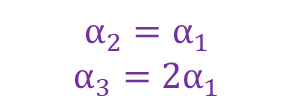 α₂ = α₁
α₃ = 2α₁